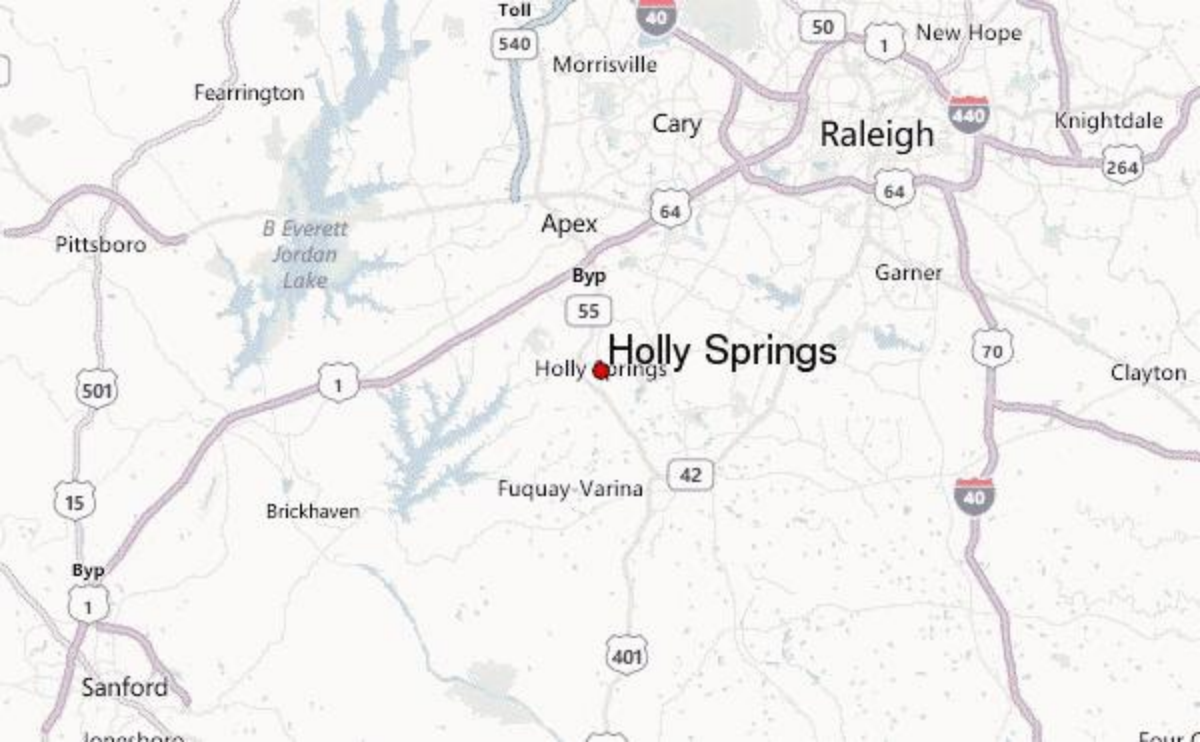 Toll
40
50
1
New Hope
540
Morrisville
Fearrington
440
Cary
Raleigh
Knightdale
264
64
64
Apex
B Everett
Jordan
Lake
Pittsboro
Byp
Garner
55
Holly Springs
70
Holly Springs
1
Clayton
501
42
Fuquay-Varina
40
15
Brickhaven
Byp
1
401
Sanford
Jonesboro
Four